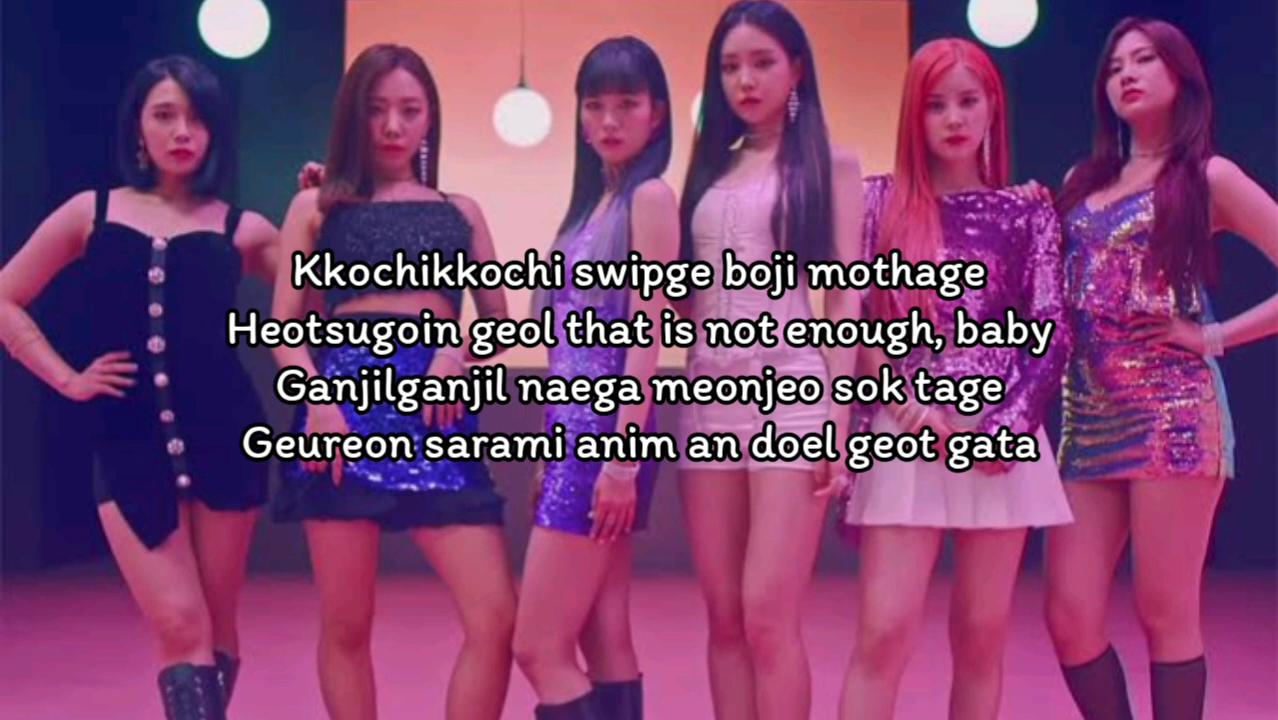 Kkochikkochi swipge boji mothage
Heotsugoin geol that is not enough, baby
Ganjilganjil naega meonjeo sok tage
Geureon sarami anim an doel geot gata